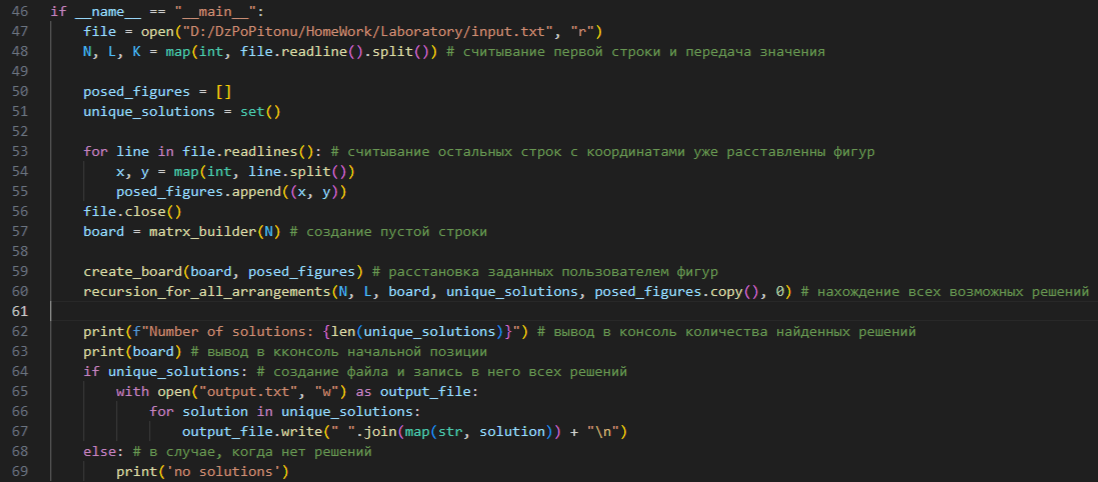 46 if __name__ == "__main__":
47     file = open("D:/DzPoPitonu/HomeWork/Laboratory/input.txt", "r")
48     N, L, K = map(int, file.readline().split()) # считывание первой строки и передача значения
49
50     posed_figures = []
51     unique_solutions = set()
52
53     for line in file.readlines(): # считывание остальных строк с координатами уже расставленны фигур
54         x, y = map(int, line.split())
55         posed_figures.append((x, y))
56     file.close()
57     board = matrx_builder(N) # создание пустой строки
58
59     create_board(board, posed_figures) # расстановка заданных пользователем фигур
60     recursion_for_all_arrangements(N, L, board, unique_solutions, posed_figures.copy(), 0) # нахождение всех возможных решений
61
62     print(f"Number of solutions: {len(unique_solutions)}") # вывод в консоль количества найденных решений
63     print(board) # вывод в кконсоль начальной позиции
64     if unique_solutions: # создание файла и запись в него всех решений
65         with open("output.txt", "w") as output_file:
66             for solution in unique_solutions:
67                 output_file.write(" ".join(map(str, solution)) + "\n")
68     else: # в случае, когда нет решений
69         print('no solutions')